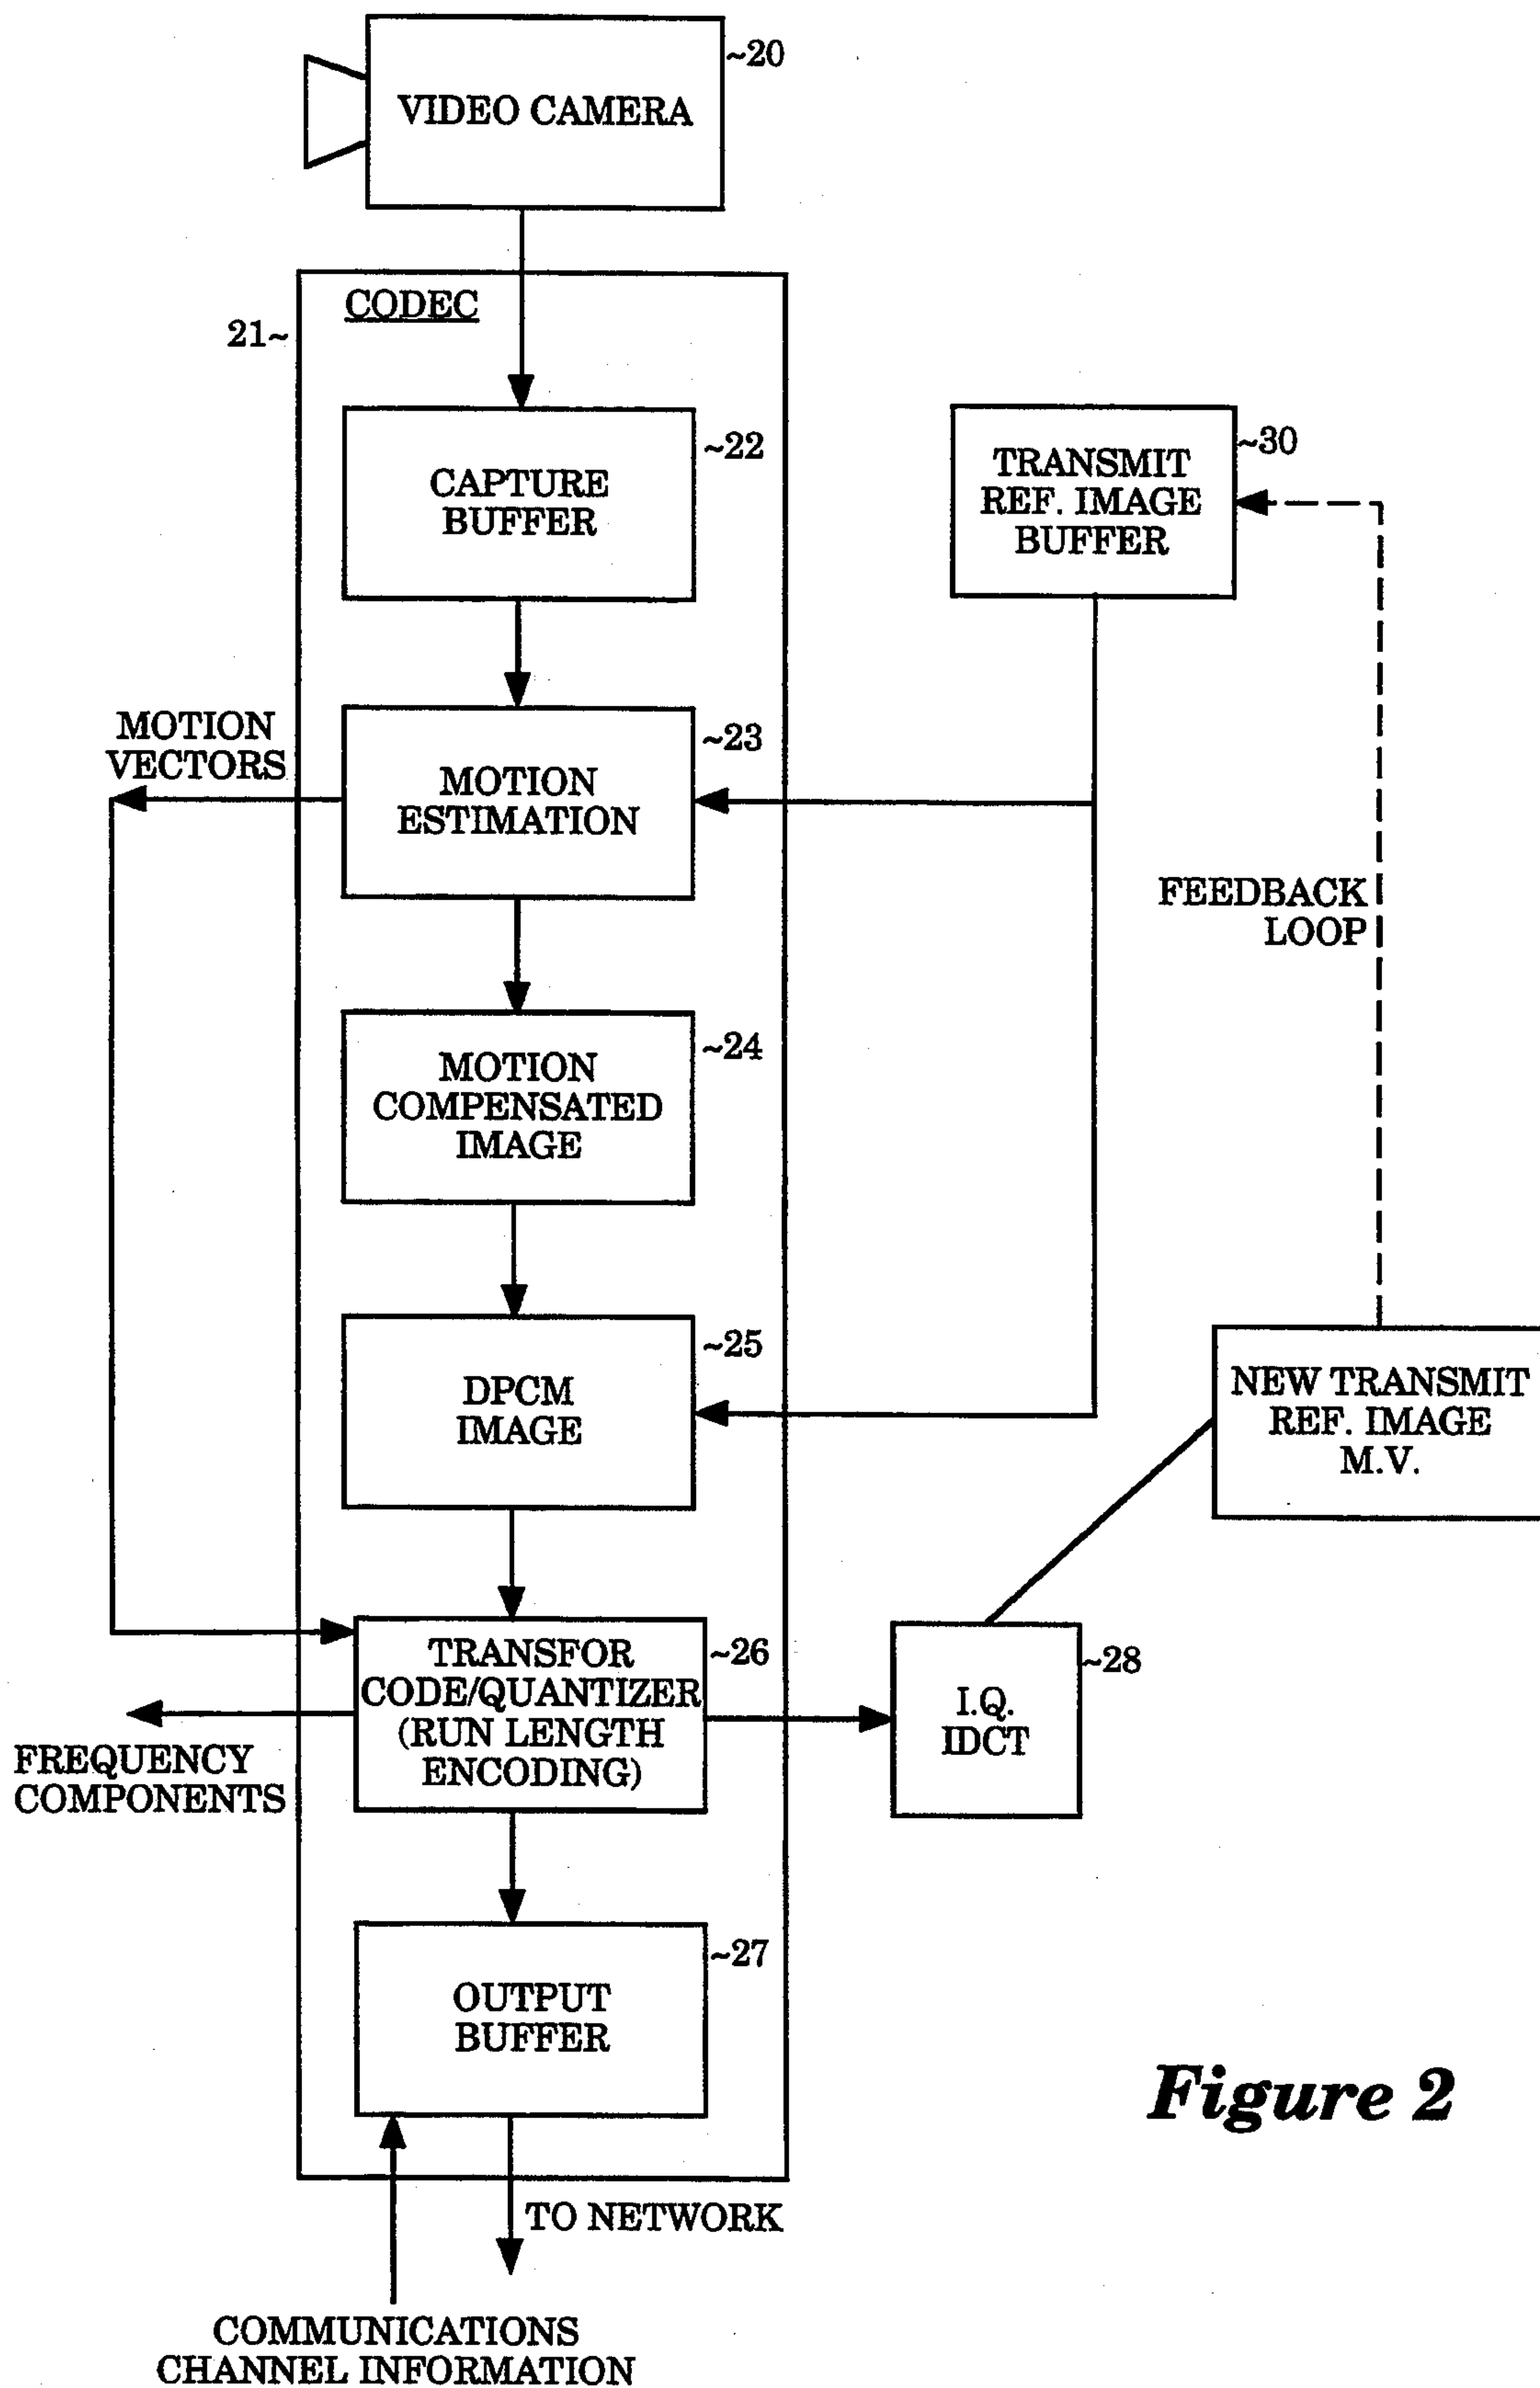 ~20
VIDEO CAMERA
CODEC
21~
~22
CAPTURE
BUFFER
~30
TRANSMIT
REF. IMAGE
BUFFER
MOTION
VECTORS
~23
MOTION
ESTIMATION
FEEDBACK
LOOP
~24
MOTION
COMPENSATED
IMAGE
~25
DPCM
IMAGE
NEW TRANSMIT
REF. IMAGE
M.V.
~26
TRANSFOR
CODE/QUANTIZER
(RUN LENGTH
ENCODING)
~28
I.Q.
IDCT
FREQUENCY
COMPONENTS
~27
OUTPUT
BUFFER
Figure 2
TO NETWORK
COMMUNICATIONS
CHANNEL INFORMATION